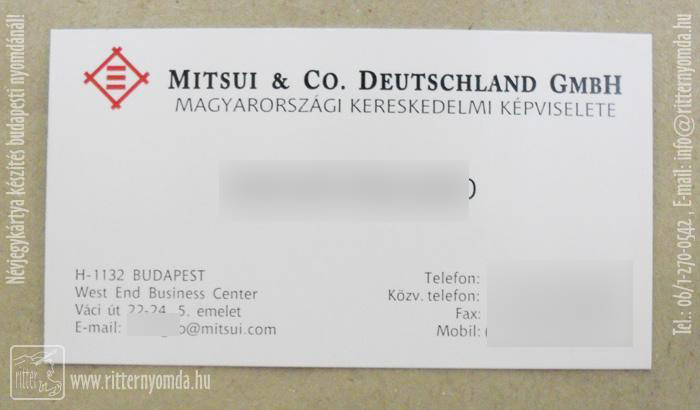 MITSUI & CO. DEUTSCHLAND GMBH
MAGYARORSZÁGI KERESKEDELMI KÉPVISELETE
H-1132 BUDAPEST
West End Business Center
Váci út 22-24. 5. emelet
E-mail: o@mitsui.com
Telefon:
Közv. telefon:
Fax:
Mobil: (
Névjegykártya készítés budapesti nyomdánál!
Tel.: 06/1-270-0542 E-mail: info@ritternyomda.hu
ritter
www.ritternyomda.hu